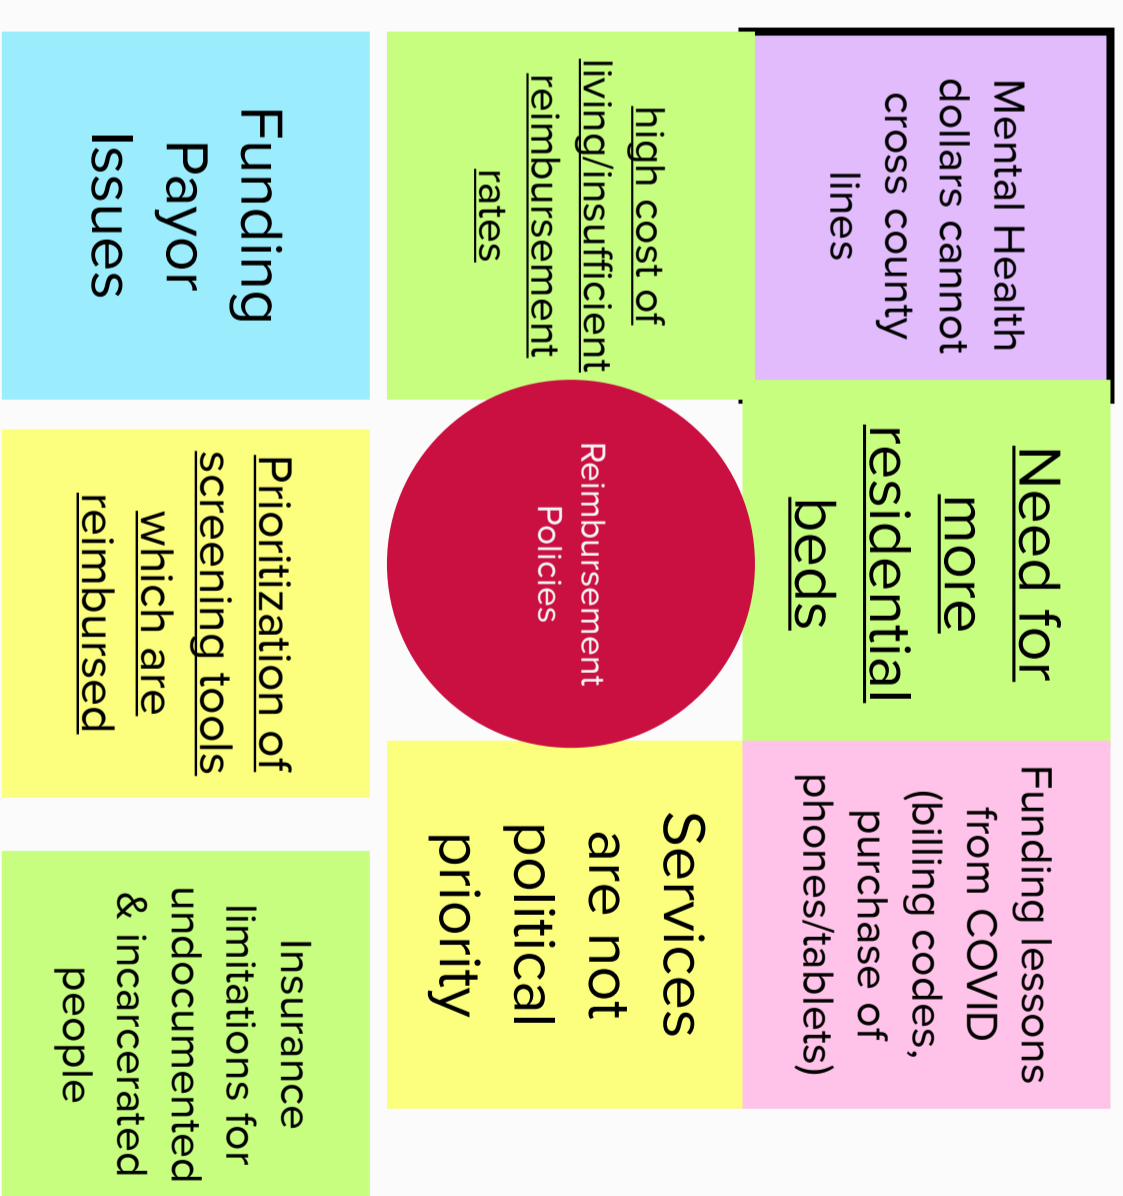 Mental Health
dollars cannot
cross county
lines
Need for
more
residential
beds
Funding lessons
from COVID
(billing codes,
purchase of
phones/tablets)
high cost of
living/insufficient
reimbursement
rates
Reimbursement
Policies
Services
are not
political
priority
Funding
Payor
Issues
Prioritization of
screening tools
which are
reimbursed
Insurance
limitations for
undocumented
& incarcerated
people